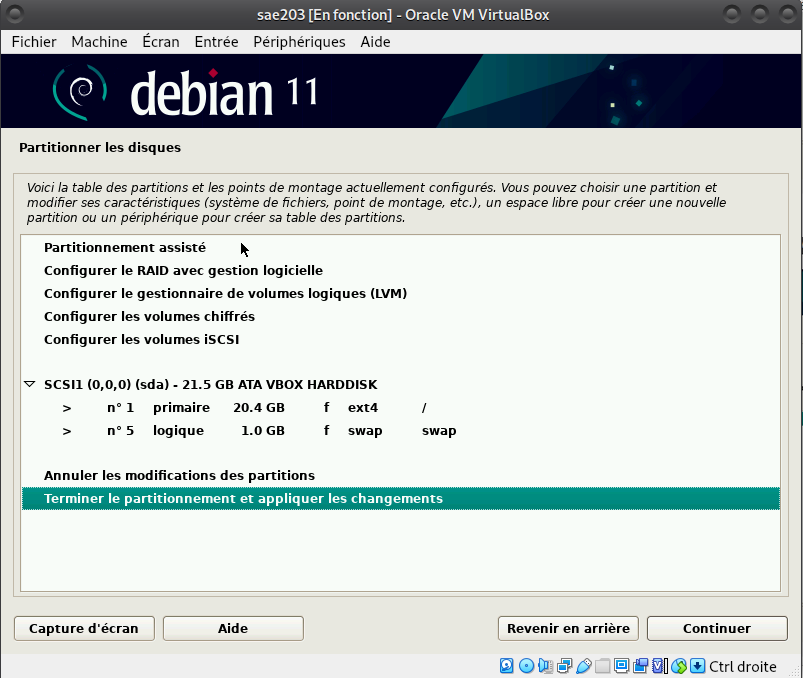 sae203 [En fonction] - Oracle VM VirtualBox
Fichier Machine Écran Entrée Périphériques Aide
debian 11
Partitionner les disques
Voici la table des partitions et les points de montage actuellement configurés. Vous pouvez choisir une partition et
modifier ses caractéristiques (système de fichiers, point de montage, etc.), un espace libre pour créer une nouvelle
partition ou un périphérique pour créer sa table des partitions.
Partitionnement assisté
Configurer le RAID avec gestion logicielle
Configurer le gestionnaire de volumes logiques (LVM)
Configurer les volumes chiffrés
Configurer les volumes iSCSI
SCSI1 (0,0,0) (sda) - 21.5 GB ATA VBOX HARDDISK
> n° 1 primaire 20.4 GB f ext4 /
> n° 5 logique 1.0 GB f swap swap
Annuler les modifications des partitions
Terminer le partitionnement et appliquer les changements
Capture d'écran Aide Revenir en arrière Continuer
Ctrl droite